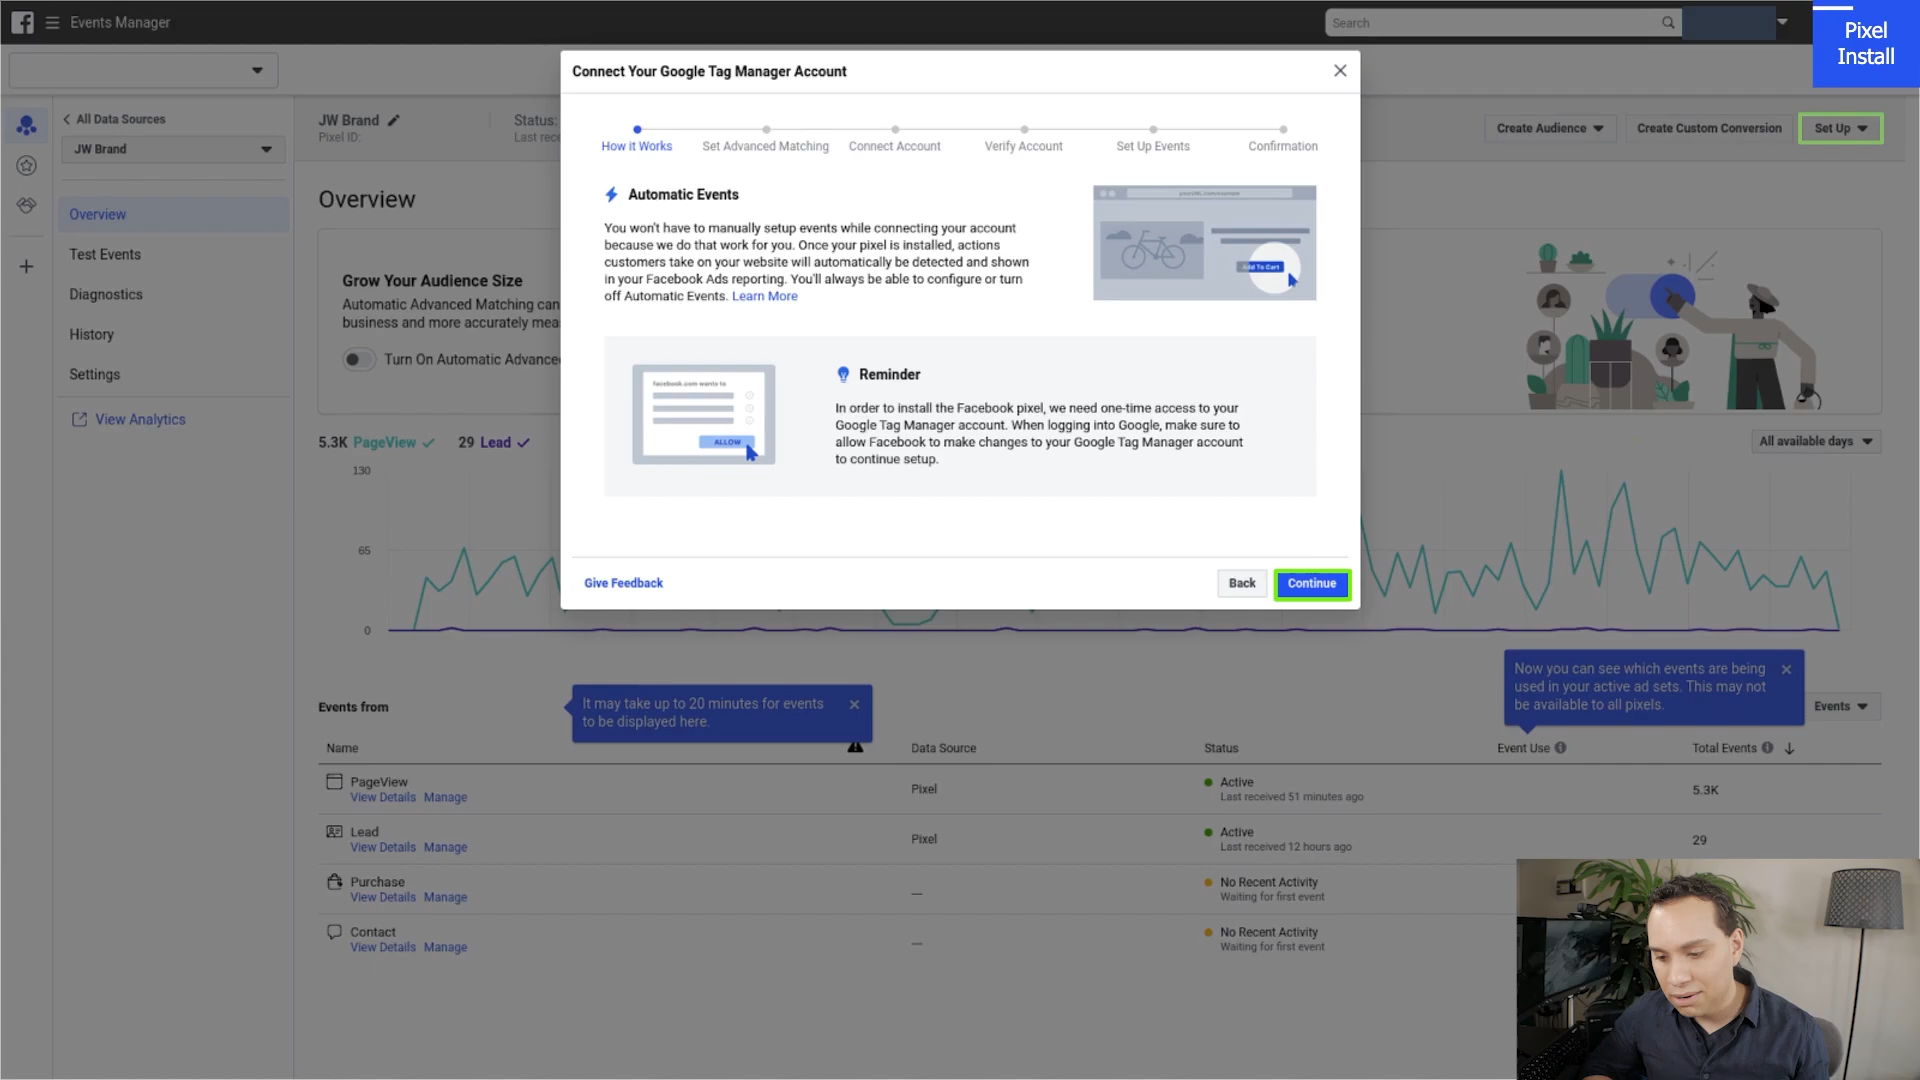 Events Manager
Search
Pixel
Install
Connect Your Google Tag Manager Account
How it Works
Set Advanced Matching
Connect Account
Verify Account
Set Up Events
Confirmation
Automatic Events
You won't have to manually setup events while connecting your account
because we do that work for you. Once your pixel is installed, actions
customers take on your website will automatically be detected and shown
in your Facebook Ads reporting. You'll always be able to configure or turn
off Automatic Events. Learn More
Add To Cart
facebook.com wants to
ALLOW
Reminder
In order to install the Facebook pixel, we need one-time access to your
Google Tag Manager account. When logging into Google, make sure to
allow Facebook to make changes to your Google Tag Manager account
to continue setup.
Give Feedback
Back
Continue
All Data Sources
JW Brand
Overview
Test Events
Diagnostics
History
Settings
View Analytics
JW Brand
Pixel ID:
Status:
Last rece
Create Audience
Create Custom Conversion
Set Up
Overview
Grow Your Audience Size
Automatic Advanced Matching can
business and more accurately mea
Turn On Automatic Advance
5.3K PageView
29 Lead
All available days
130
65
0
Events from
It may take up to 20 minutes for events
to be displayed here.
Now you can see which events are being
used in your active ad sets. This may not
be available to all pixels.
Events
Name
Data Source
Status
Event Use
Total Events
PageView
View Details Manage
Pixel
Active
Last received 51 minutes ago
5.3K
Lead
View Details Manage
Pixel
Active
Last received 12 hours ago
29
Purchase
View Details Manage
—
No Recent Activity
Waiting for first event
Contact
View Details Manage
—
No Recent Activity
Waiting for first event